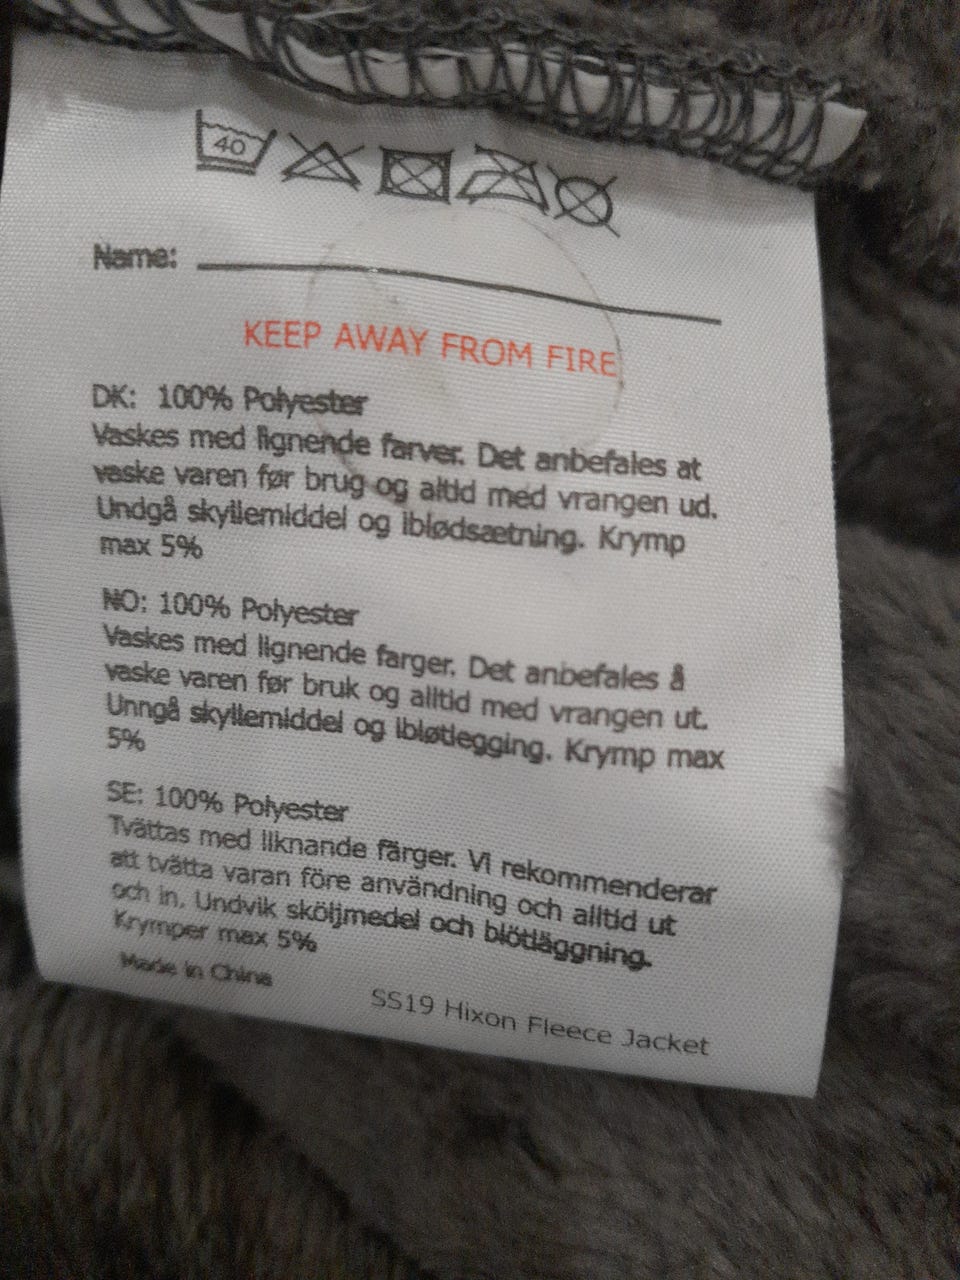 40
Name:
KEEP AWAY FROM FIRE
DK: 100% Polyester
Vaskes med lignende farver. Det anbefales at
vaske varen før brug og altid med vrangen ud.
Undgå skyllemiddel og iblødsætning. Krymp
max 5%
NO: 100% Polyester
Vaskes med lignende farger. Det anbefales å
vaske varen før bruk og alltid med vrangen ut.
Unngå skyllemiddel og ibløtlegging. Krymp max
5%
SE: 100% Polyester
Tvättas med liknande färger. Vi rekommenderar
att tvätta varan före användning och alltid ut
och in. Undvik sköljmedel och blötläggning.
Krymper max 5%
Made in China
SS19 Hixon Fleece Jacket